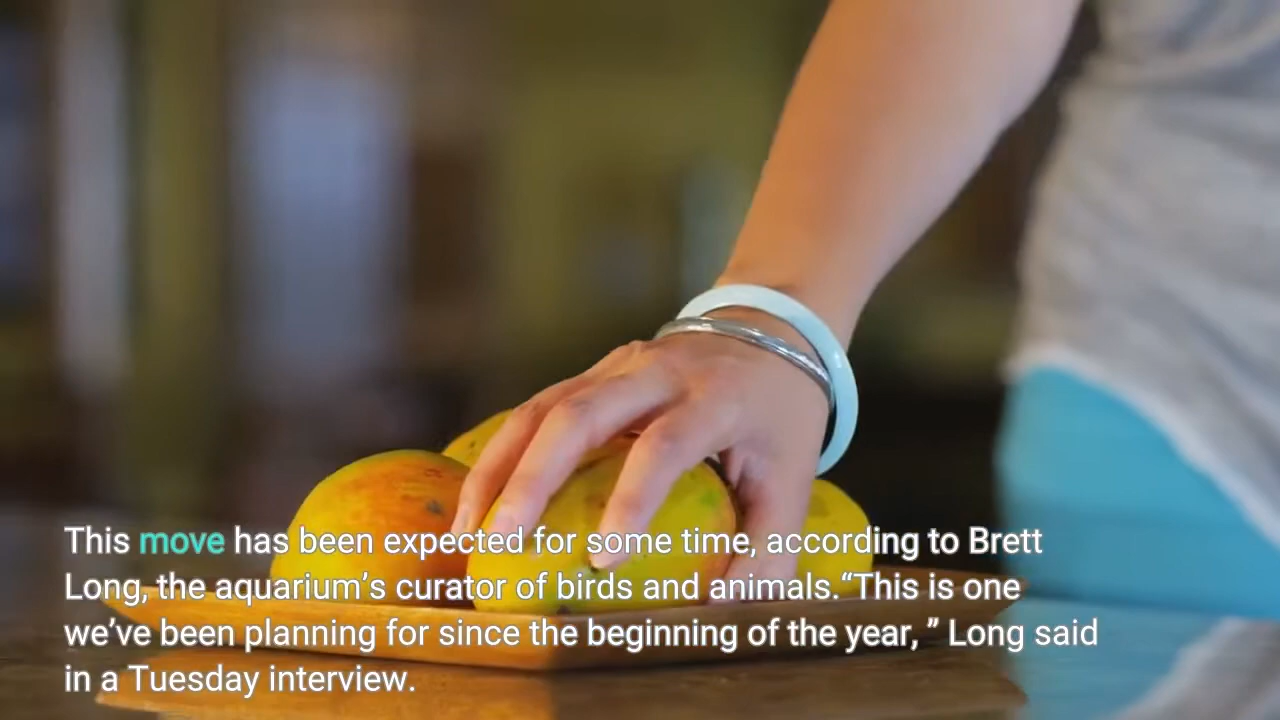 This move has been expected for some time, according to Brett
Long, the aquarium’s curator of birds and animals.“This is one
we’ve been planning for since the beginning of the year, ” Long said
in a Tuesday interview.